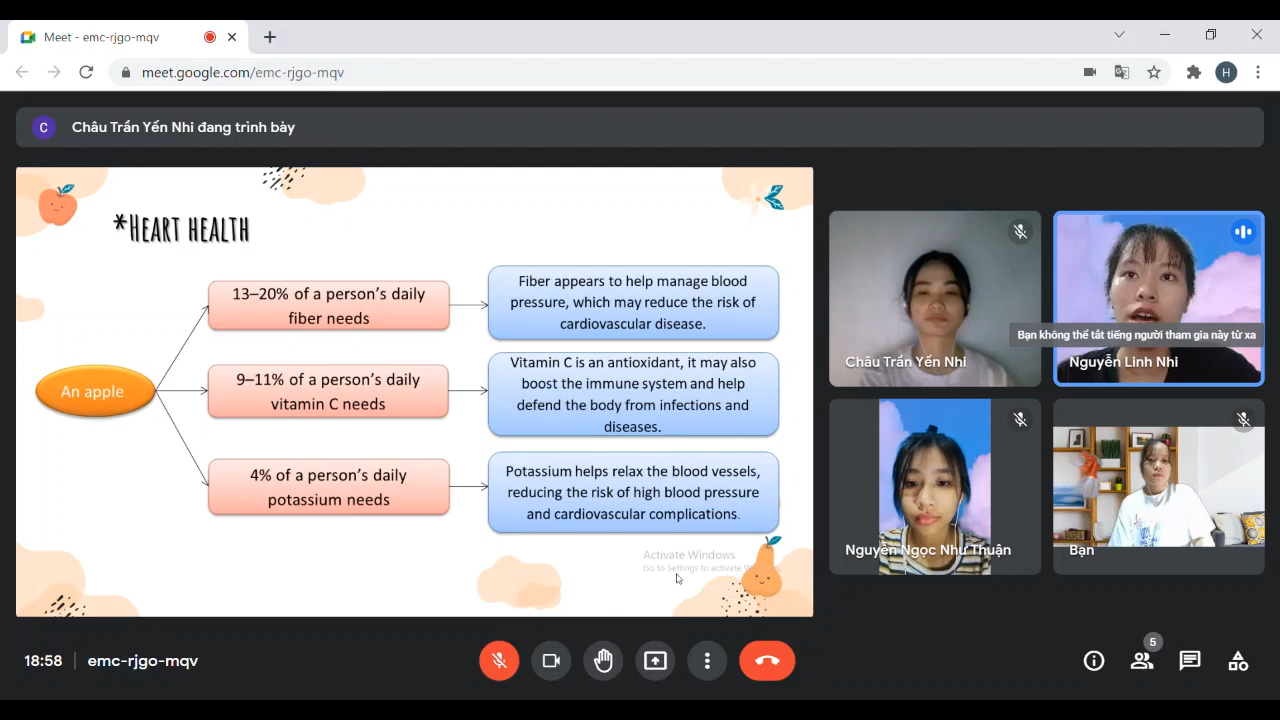 Meet - emc-rjgo-mqv
meet.google.com/emc-rjgo-mqv
H
C
Châu Trần Yến Nhi đang trình bày
*HEART HEALTH
13–20% of a person's daily
fiber needs
Fiber appears to help manage blood
pressure, which may reduce the risk of
cardiovascular disease.
An apple
9–11% of a person's daily
vitamin C needs
Vitamin C is an antioxidant, it may also
boost the immune system and help
defend the body from infections and
diseases.
4% of a person's daily
potassium needs
Potassium helps relax the blood vessels,
reducing the risk of high blood pressure
and cardiovascular complications.
Activate Windows
Go to Settings to activate
Châu Trần Yến Nhi
Bạn không thể tắt tiếng người tham gia này từ xa
Nguyễn Linh Nhi
Nguyễn Ngọc Như Thuận
Bạn
18:58
emc-rjgo-mqv
5